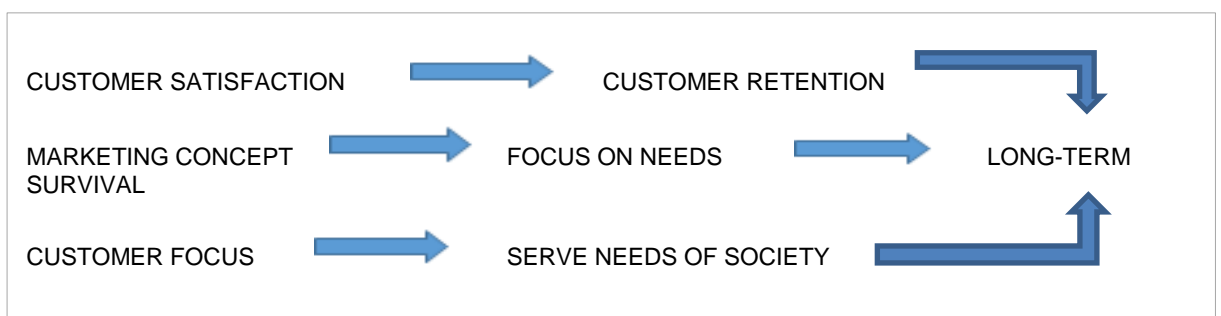 CUSTOMER SATISFACTION CUSTOMER RETENTION
MARKETING CONCEPT FOCUS ON NEEDS LONG-TERM
SURVIVAL
CUSTOMER FOCUS SERVE NEEDS OF SOCIETY